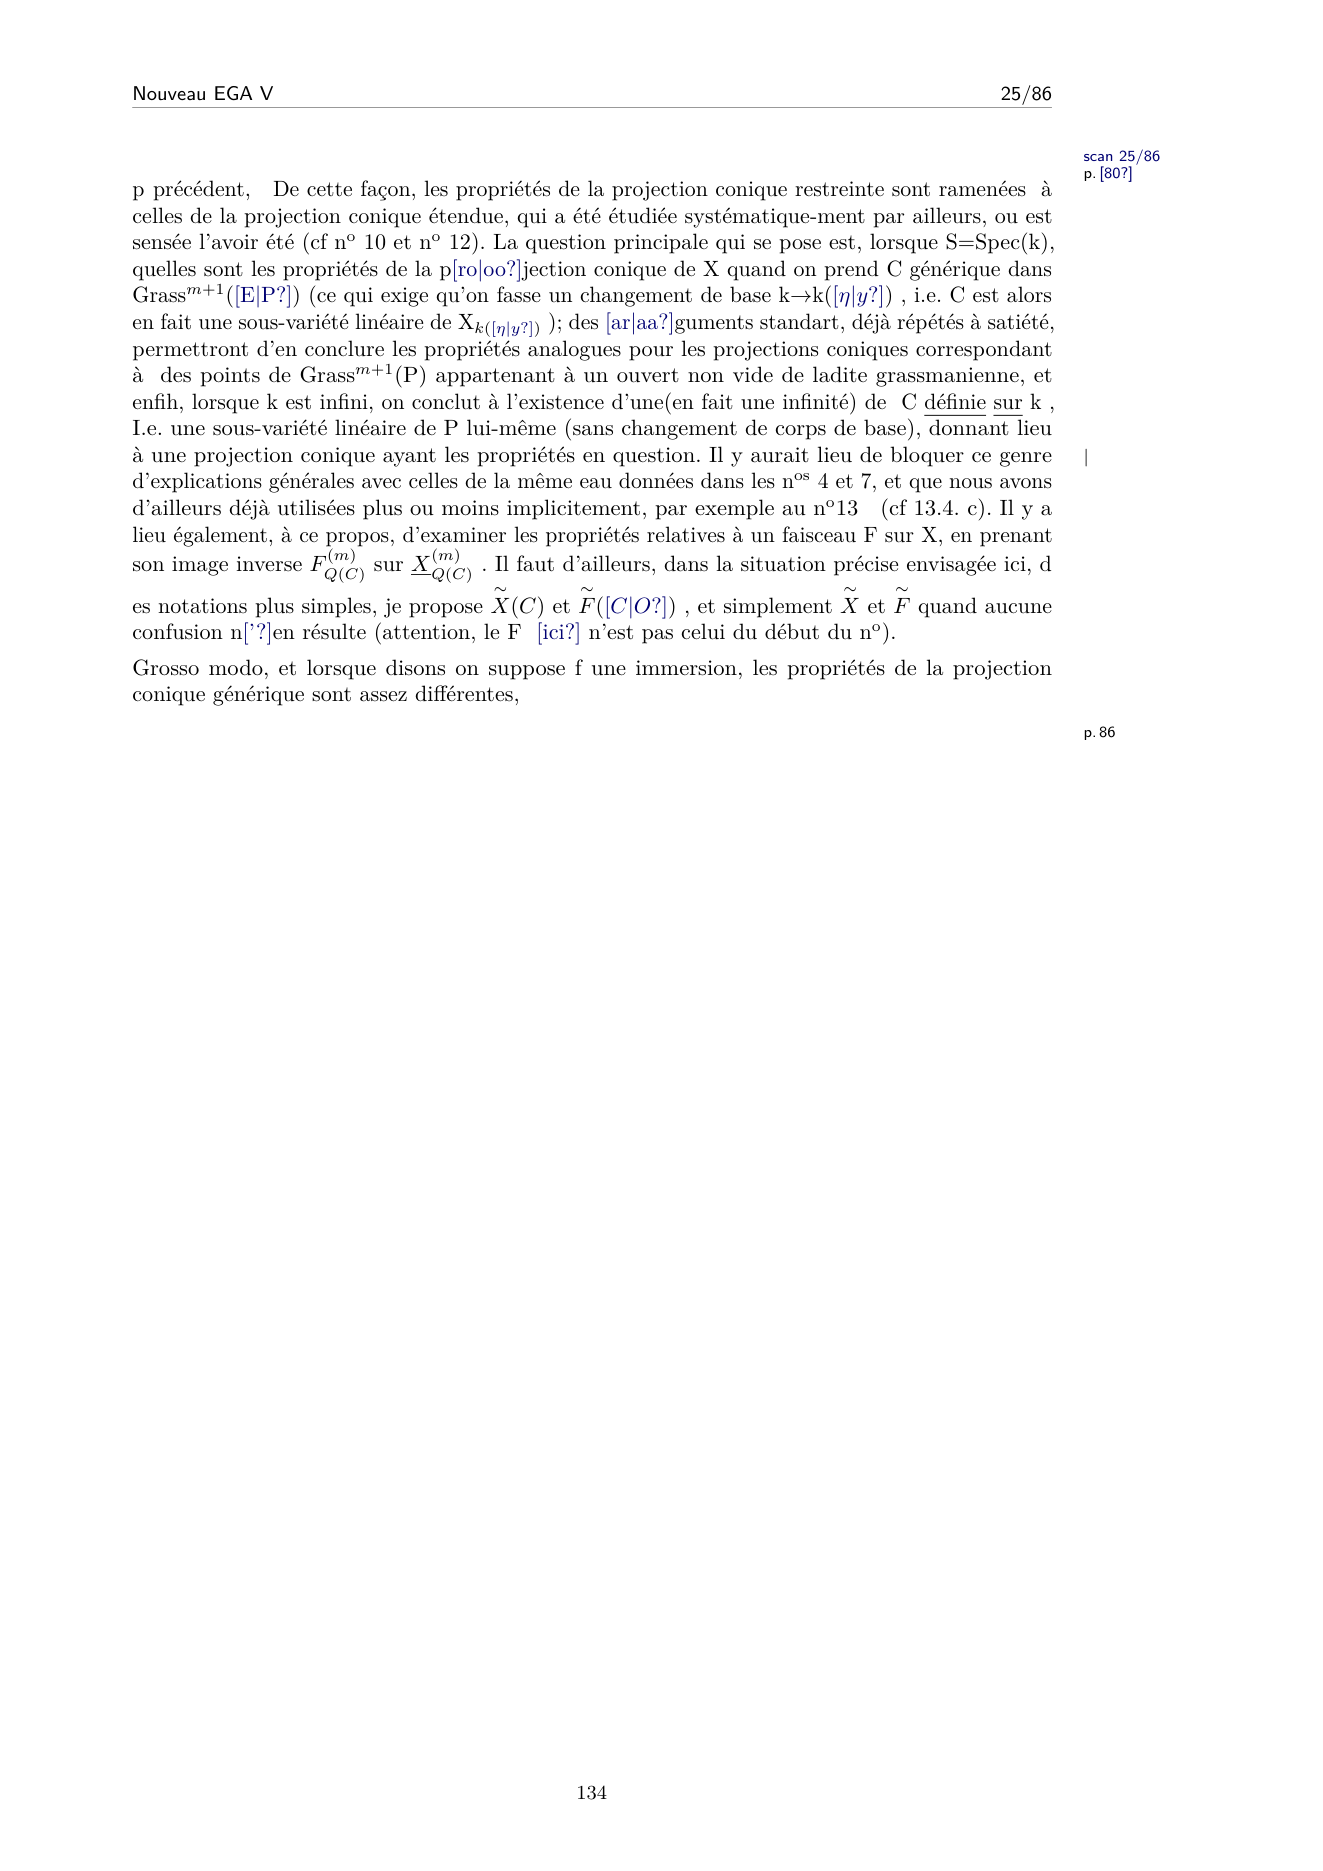 Nouveau EGA V 25/86
scan 25/86
p. [80?]
p précédent, De cette façon, les propriétés de la projection conique restreinte sont ramenées à
celles de la projection conique étendue, qui a été étudiée systématique-ment par ailleurs, ou est
sensée l'avoir été (cf nº 10 et nº 12). La question principale qui se pose est, lorsque S=Spec(k),
quelles sont les propriétés de la p[ro|oo?]jection conique de X quand on prend C générique dans
Grass^{m+1}([E|P?]) (ce qui exige qu'on fasse un changement de base k→k([η|y?]) , i.e. C est alors
en fait une sous-variété linéaire de X_{k([η|y?])} ); des [ar|aa?]guments standart, déjà répétés à satiété,
permettront d'en conclure les propriétés analogues pour les projections coniques correspondant
à des points de Grass^{m+1}(P) appartenant à un ouvert non vide de ladite grassmanienne, et
enfih, lorsque k est infini, on conclut à l'existence d'une(en fait une infinité) de C définie sur k ,
I.e. une sous-variété linéaire de P lui-même (sans changement de corps de base), donnant lieu
à une projection conique ayant les propriétés en question. Il y aurait lieu de bloquer ce genre |
d'explications générales avec celles de la même eau données dans les n^{os} 4 et 7, et que nous avons
d'ailleurs déjà utilisées plus ou moins implicitement, par exemple au nº13 (cf 13.4. c). Il y a
lieu également, à ce propos, d'examiner les propriétés relatives à un faisceau F sur X, en prenant
son image inverse F^{(m)}_{Q(C)} sur X^{(m)}_{Q(C)} . Il faut d'ailleurs, dans la situation précise envisagée ici, d
es notations plus simples, je propose X̃(C) et F̃([C|O?]) , et simplement X̃ et F̃ quand aucune
confusion n['?]en résulte (attention, le F [ici?] n'est pas celui du début du nº).
Grosso modo, et lorsque disons on suppose f une immersion, les propriétés de la projection
conique générique sont assez différentes,
p. 86
134